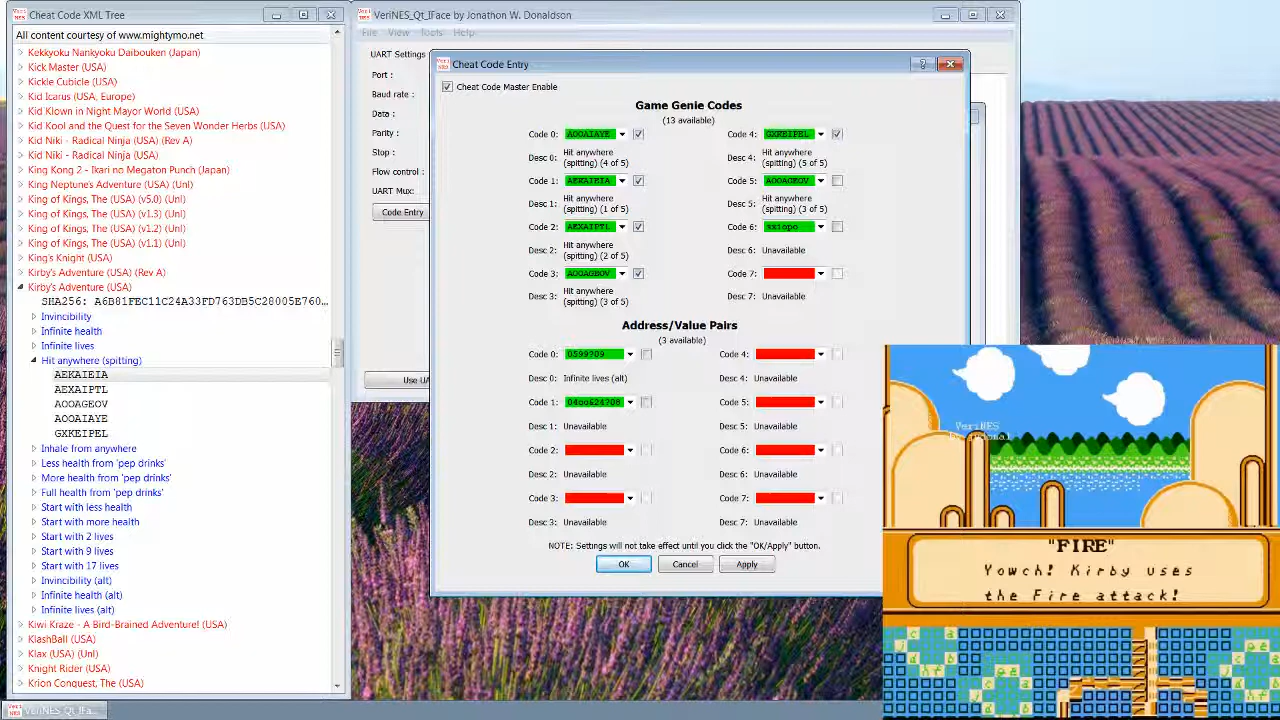 Cheat Code XML Tree
All content courtesy of www.mightymo.net
Kekkyoku Nankyoku Daibouken (Japan)
Kick Master (USA)
Kickle Cubicle (USA)
Kid Icarus (USA, Europe)
Kid Klown in Night Mayor World (USA)
Kid Kool and the Quest for the Seven Wonder Herbs (USA)
Kid Niki - Radical Ninja (USA) (Rev A)
Kid Niki - Radical Ninja (USA)
King Kong 2 - Ikari no Megaton Punch (Japan)
King Neptune's Adventure (USA) (Unl)
King of Kings, The (USA) (v5.0) (Unl)
King of Kings, The (USA) (v1.3) (Unl)
King of Kings, The (USA) (v1.2) (Unl)
King of Kings, The (USA) (v1.1) (Unl)
King's Knight (USA)
Kirby's Adventure (USA) (Rev A)
Kirby's Adventure (USA)
SHA256: A6B81FEC11C24A33FD763DB5C28005E760...
Invincibility
Infinite health
Infinite lives
Hit anywhere (spitting)
AEKAIEIA
AEXAIPTL
AOOAGEOV
AOOAIAYE
GXKEIPEL
Inhale from anywhere
Less health from 'pep drinks'
More health from 'pep drinks'
Full health from 'pep drinks'
Start with less health
Start with more health
Start with 2 lives
Start with 9 lives
Start with 17 lives
Invincibility (alt)
Infinite health (alt)
Infinite lives (alt)
Kiwi Kraze - A Bird-Brained Adventure! (USA)
KlashBall (USA)
Klax (USA) (Unl)
Knight Rider (USA)
Krion Conquest, The (USA)
VeriNES_Qt_IFace by Jonathon W. Donaldson
File View Tools Help
UART Settings
Port :
Baud rate :
Data :
Parity :
Stop :
Flow control :
UART Mux:
Code Entry
Cheat Code Entry
Cheat Code Master Enable
Game Genie Codes
(13 available)
Code 0: AOOAIAYE Code 4: GXKEIPEL
Desc 0: Hit anywhere (spitting) (4 of 5) Desc 4: Hit anywhere (spitting) (5 of 5)
Code 1: AEKAIEIA Code 5: AOOAGEOV
Desc 1: Hit anywhere (spitting) (1 of 5) Desc 5: Hit anywhere (spitting) (3 of 5)
Code 2: AEXAIPTL Code 6: sxiopo
Desc 2: Hit anywhere (spitting) (2 of 5) Desc 6: Unavailable
Code 3: AOOAGEOV Code 7:
Desc 3: Hit anywhere (spitting) (3 of 5) Desc 7: Unavailable
Address/Value Pairs
(3 available)
Code 0: 0599?09 Code 4:
Desc 0: Infinite lives (alt) Desc 4: Unavailable
Code 1: Code 5:
Desc 1: Unavailable Desc 5: Unavailable
Code 2: Code 6:
Desc 2: Unavailable Desc 6: Unavailable
Code 3: Code 7:
Desc 3: Unavailable Desc 7: Unavailable
NOTE: Settings will not take effect until you click the "OK/Apply" button.
OK Cancel Apply
VeriNES
"FIRE"
Yowch! Kirby uses
the Fire attack!
VeriNES_Qt_IFa...